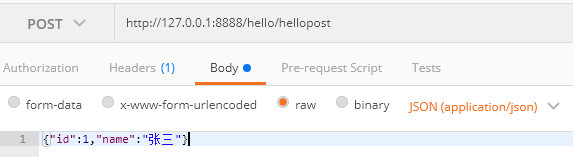 POST http://127.0.0.1:8888/hello/hellopost
Authorization Headers (1) Body Pre-request Script Tests
form-data x-www-form-urlencoded raw binary JSON (application/json)
1 {"id":1,"name":"张三"}